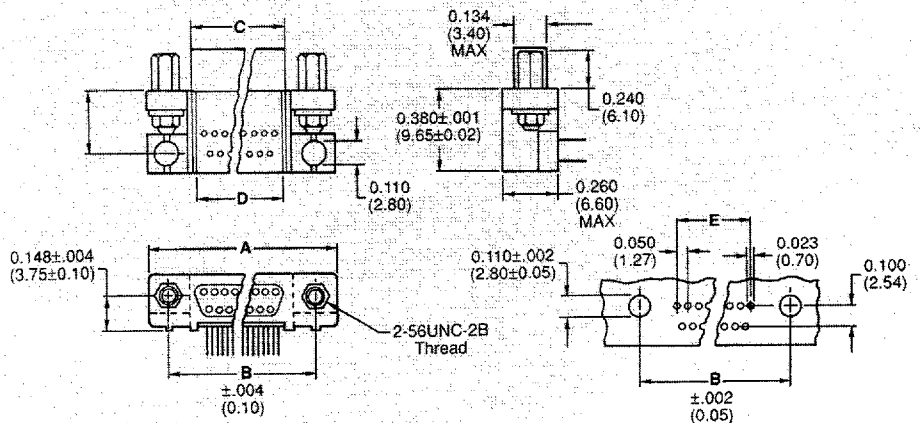 C
0.134
(3.40)
MAX
0.240
(6.10)
0.380±.001
(9.65±0.02)
D
0.110
(2.80)
0.260
(6.60)
MAX
A
0.148±.004
(3.75±0.10)
2-56UNC-2B
Thread
B
±.004
(0.10)
E
0.050
(1.27)
0.023
(0.70)
0.110±.002
(2.80±0.05)
0.100
(2.54)
B
±.002
(0.05)